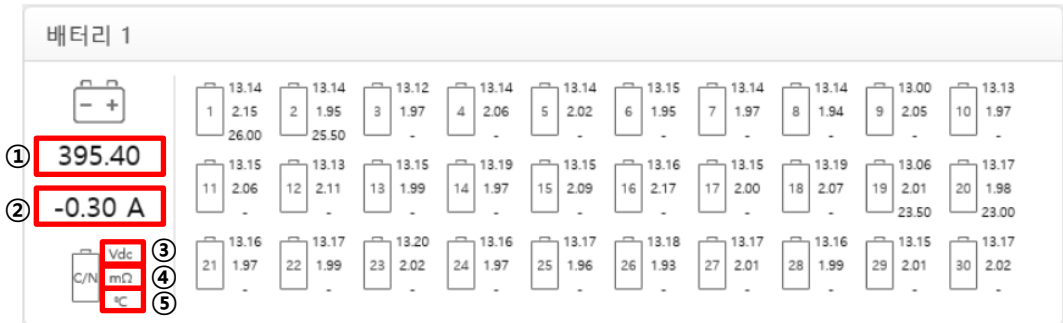 배터리 1
- +
① 395.40
② -0.30 A
C/N
Vdc ③
mΩ ④
℃ ⑤
1 13.14 2.15 26.00
2 13.14 1.95 25.50
3 13.12 1.97 -
4 13.14 2.06 -
5 13.14 2.02 -
6 13.15 1.95 -
7 13.14 1.97 -
8 13.14 1.94 -
9 13.00 2.05 -
10 13.13 1.97 -
11 13.15 2.06 -
12 13.13 2.11 -
13 13.15 1.99 -
14 13.19 1.97 -
15 13.15 2.09 -
16 13.16 2.17 -
17 13.15 2.00 -
18 13.19 2.07 -
19 13.06 2.01 23.50
20 13.17 1.98 23.00
21 13.16 1.97 -
22 13.17 1.99 -
23 13.20 2.02 -
24 13.16 1.97 -
25 13.17 1.96 -
26 13.18 1.93 -
27 13.17 2.01 -
28 13.16 1.99 -
29 13.15 2.01 -
30 13.17 2.02 -